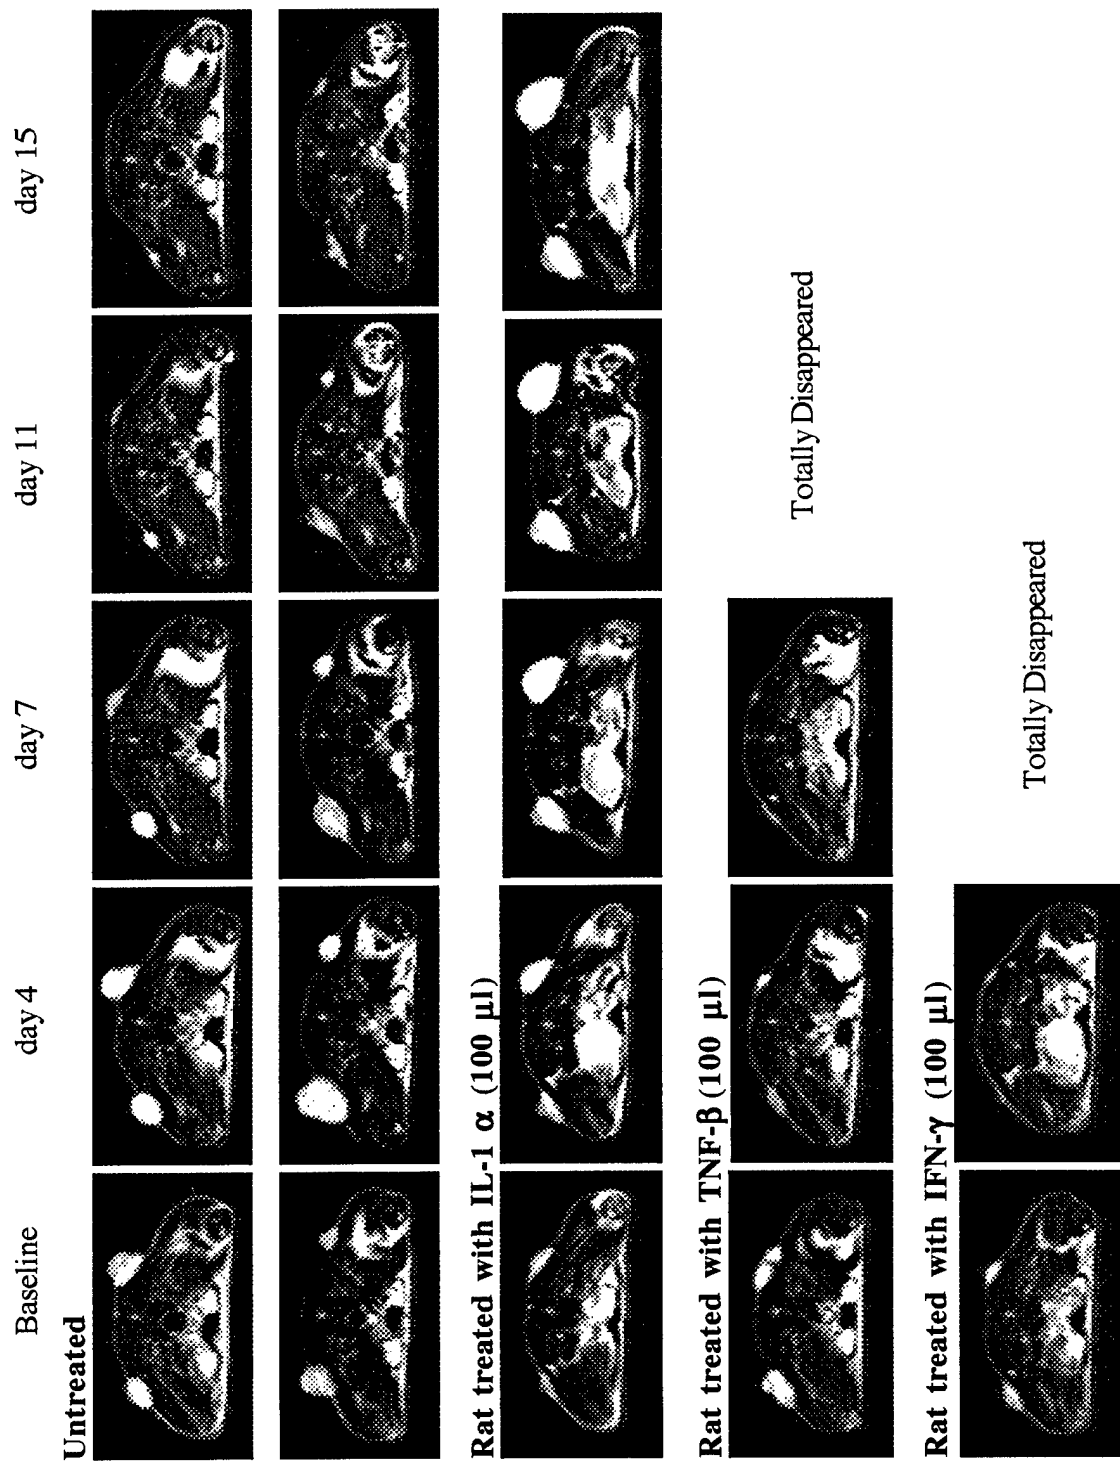 Baseline
day 4
day 7
day 11
day 15
Untreated
Rat treated with IL-1 α (100 μl)
Rat treated with TNF-β (100 μl)
Totally Disappeared
Rat treated with IFN-γ (100 μl)
Totally Disappeared